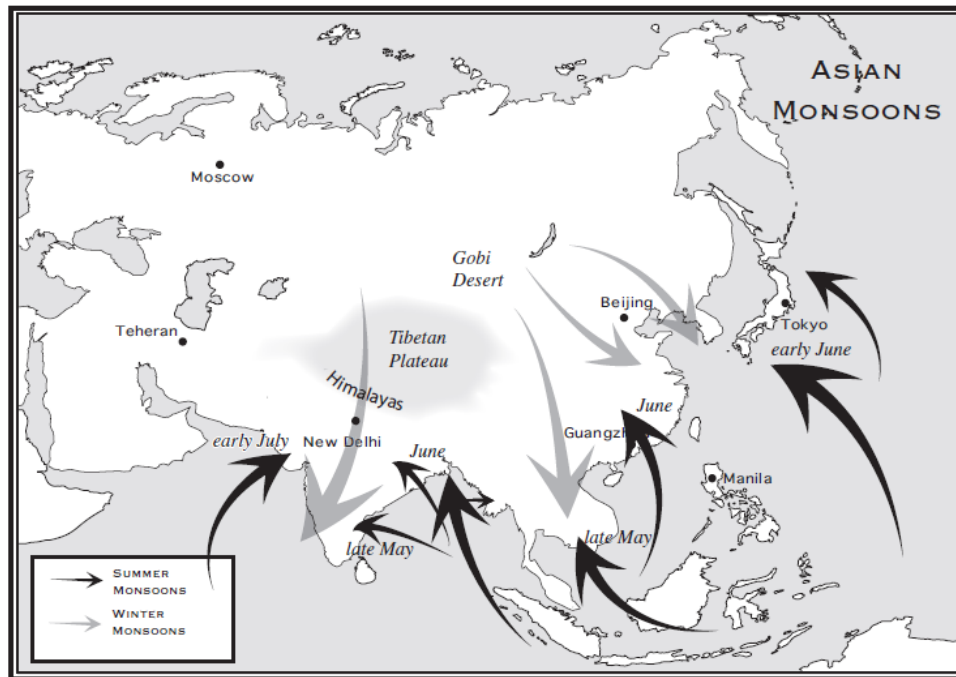 ASIAN
MONSOONS
Moscow
Gobi
Desert
Beijing
Teheran
Tibetan
Plateau
Tokyo
early June
Himalayas
June
early July
New Delhi
June
Guangzh
Manila
late May
late May
SUMMER
MONSOONS
WINTER
MONSOONS